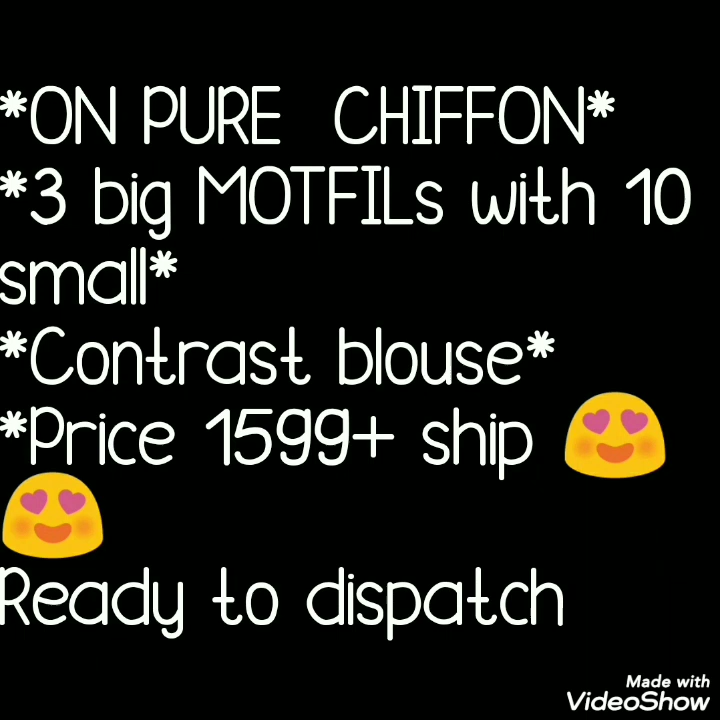 *ON PURE CHIFFON*
*3 big MOTFILs with 10
small*
*Contrast blouse*
*Price 1599+ ship 😍
😍
Ready to dispatch
Made with
VideoShow